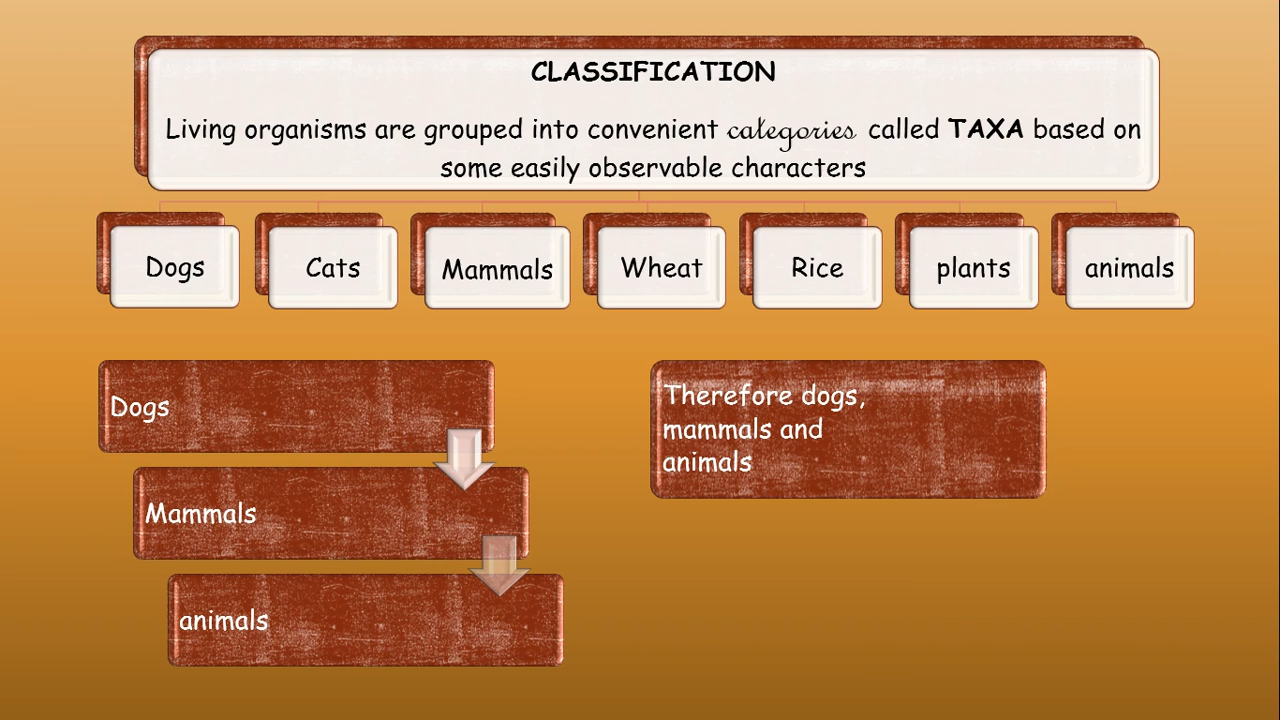 CLASSIFICATION
Living organisms are grouped into convenient categories called TAXA based on
some easily observable characters
Dogs
Cats
Mammals
Wheat
Rice
plants
animals
Dogs
Mammals
animals
Therefore dogs,
mammals and
animals